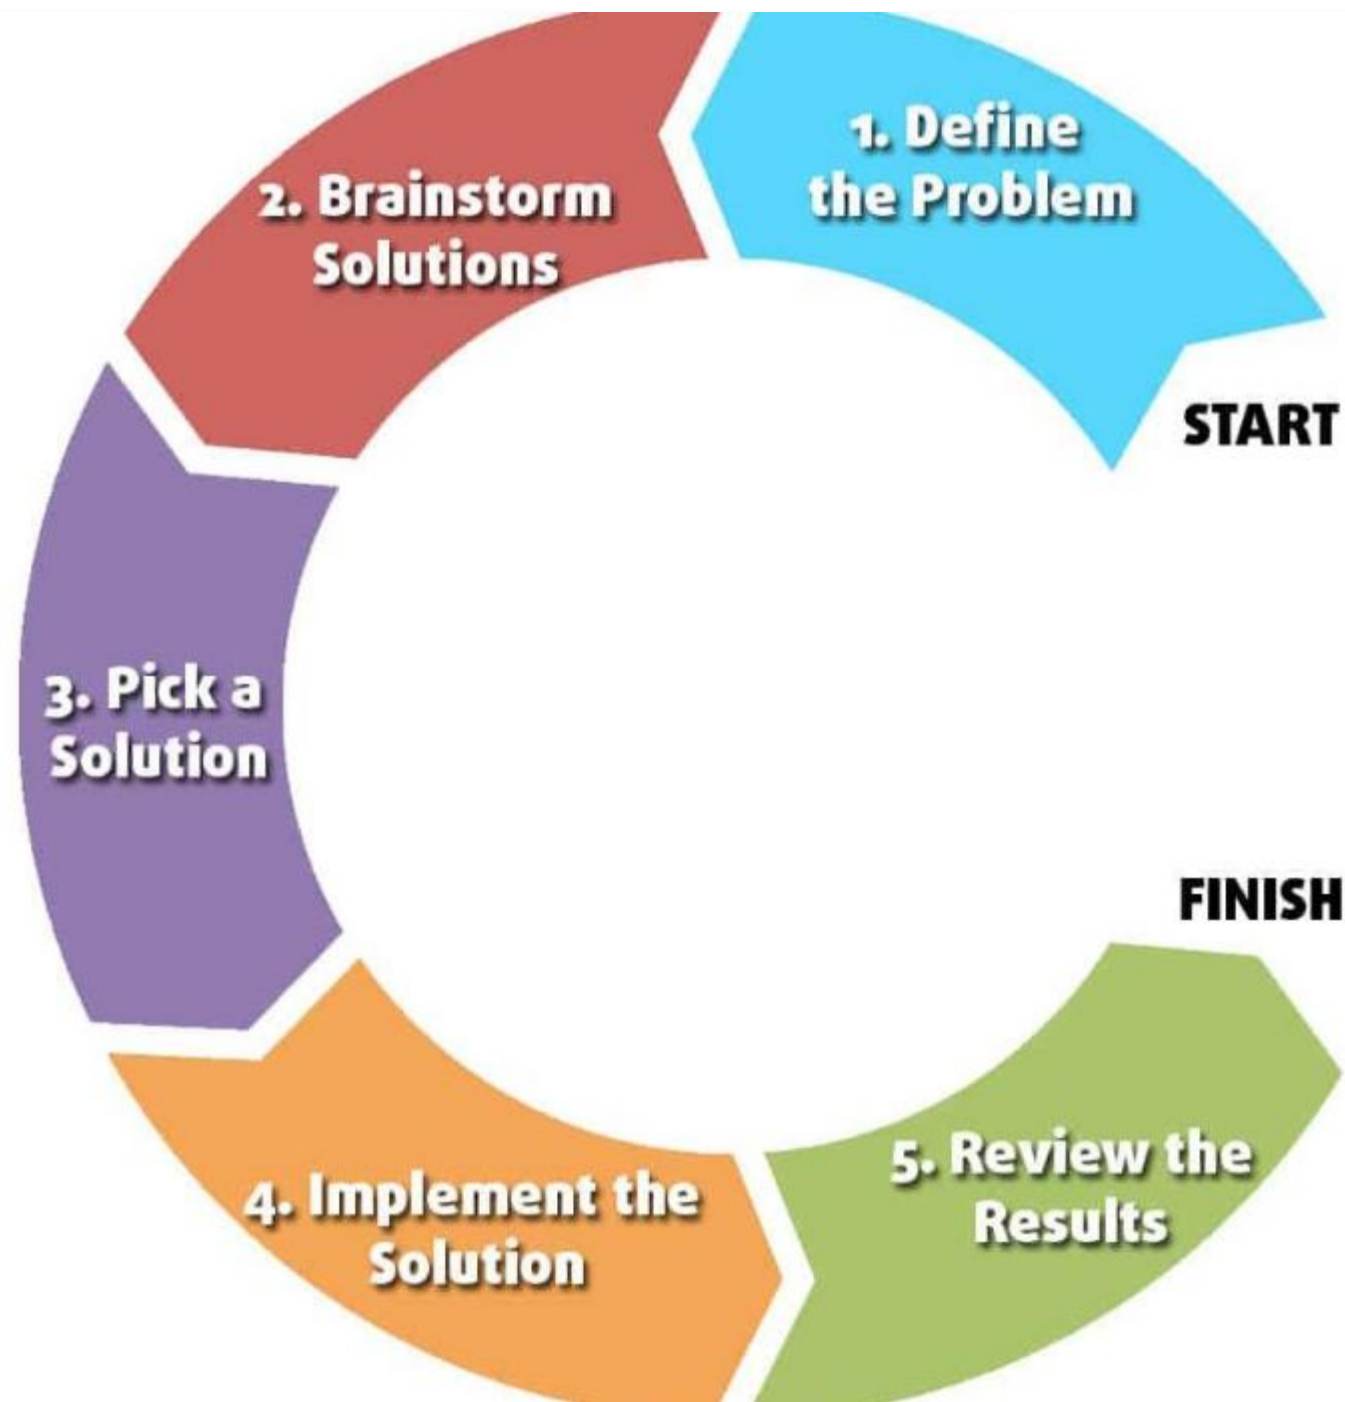 1. Define
the Problem
2. Brainstorm
Solutions
START
3. Pick a
Solution
FINISH
4. Implement the
Solution
5. Review the
Results